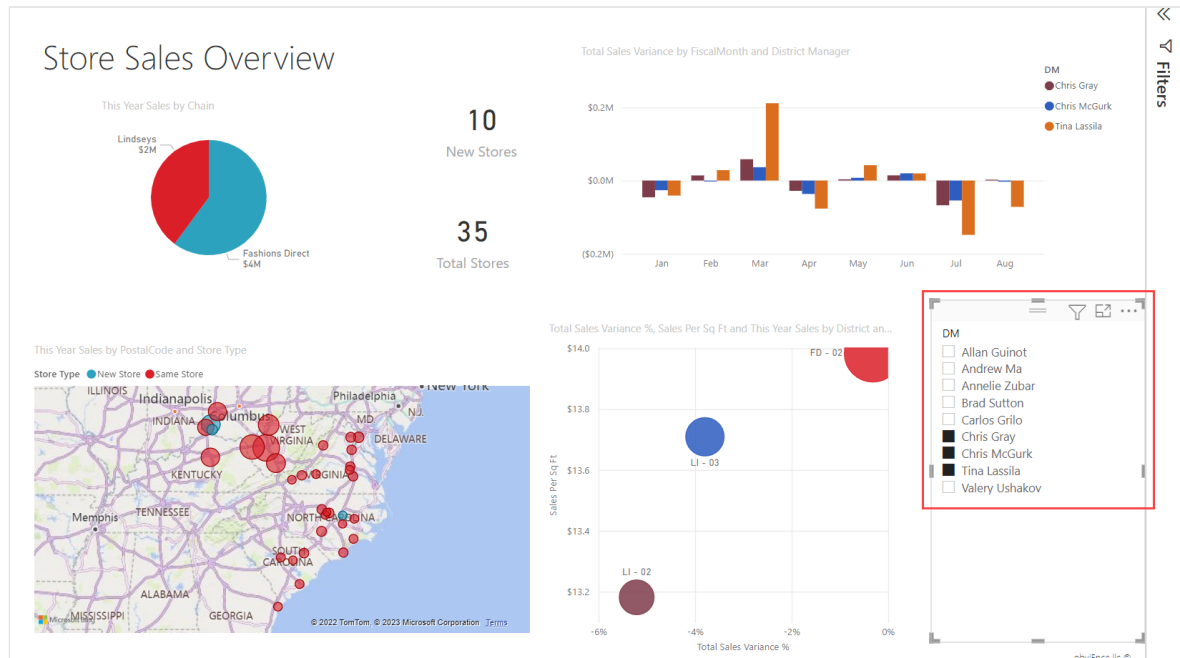 Store Sales Overview
This Year Sales by Chain
Lindseys
$2M
Fashions Direct
$4M
10
New Stores
35
Total Stores
Total Sales Variance by FiscalMonth and District Manager
$0.2M
$0.0M
($0.2M)
Jan Feb Mar Apr May Jun Jul Aug
DM
Chris Gray
Chris McGurk
Tina Lassila
Filters
This Year Sales by PostalCode and Store Type
Store Type New Store Same Store
ILLINOIS
Indianapolis
INDIANA
Columbus
Philadelphia
New York
MD
N.J.
DELAWARE
WEST
VIRGINIA
KENTUCKY
VIRGINIA
Memphis
TENNESSEE
NORTH CAROLINA
SOUTH
CAROLINA
ALABAMA
MISSISSIPPI
GEORGIA
Microsoft Bing
© 2022 TomTom, © 2023 Microsoft Corporation Terms
Total Sales Variance %, Sales Per Sq Ft and This Year Sales by District an...
Sales Per Sq Ft
$14.0
$13.8
$13.6
$13.4
$13.2
FD - 02
LI - 03
LI - 02
-6% -4% -2% 0%
Total Sales Variance %
DM
Allan Guinot
Andrew Ma
Annelie Zubar
Brad Sutton
Carlos Grilo
Chris Gray
Chris McGurk
Tina Lassila
Valery Ushakov